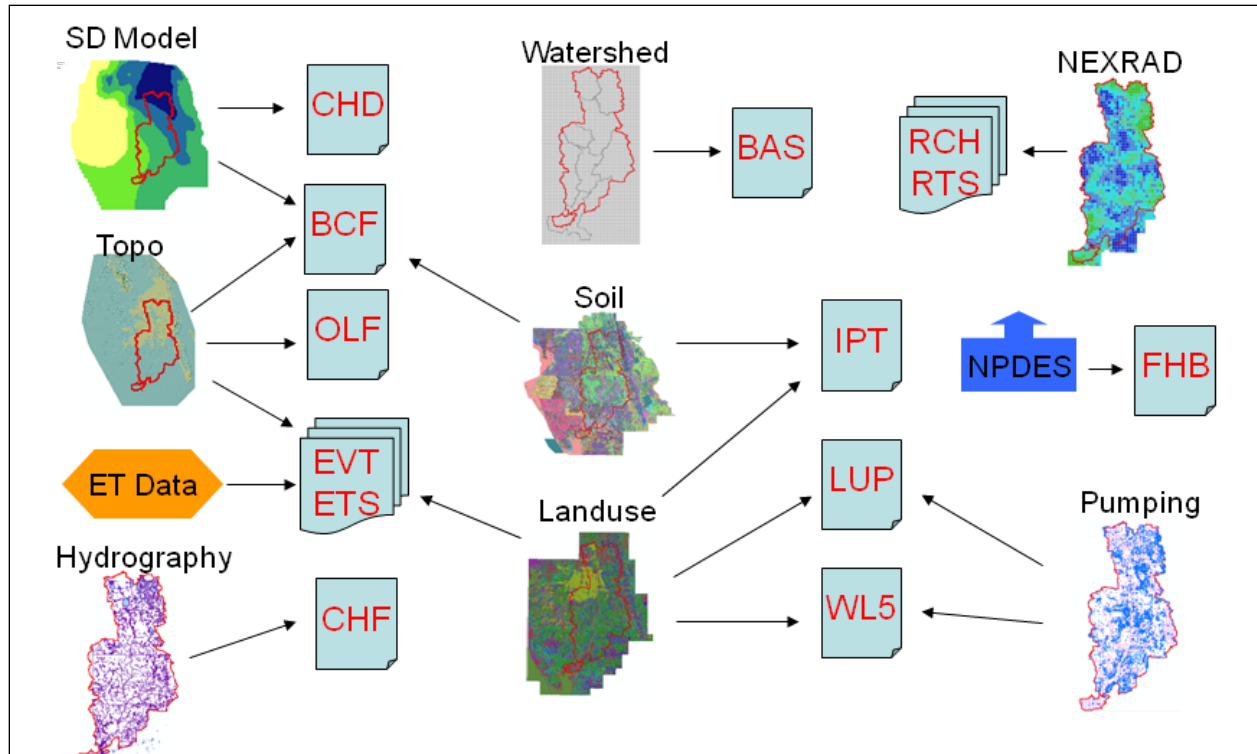 SD Model
CHD
Watershed
BAS
RCH
RTS
NEXRAD
BCF
Topo
OLF
Soil
IPT
NPDES
FHB
ET Data
EVT
ETS
Landuse
LUP
Pumping
Hydrography
CHF
WL5